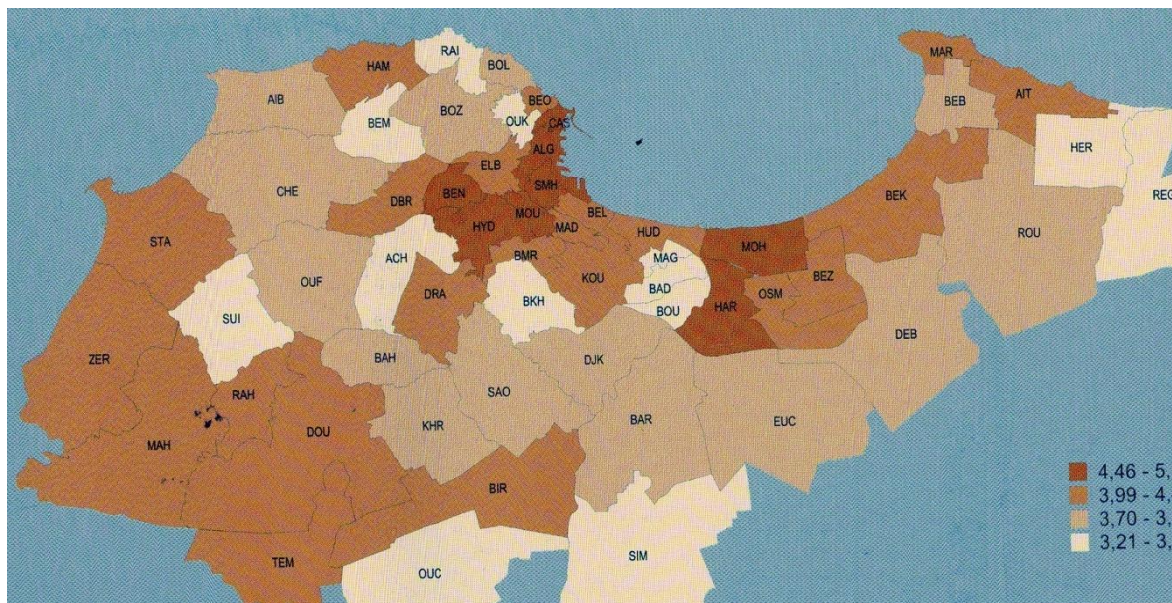 RAI
HAM
BOL
MAR
AIB
BEO
AIT
BOZ
BEB
BEM
OUK
CAS
ALG
HER
ELB
SMH
CHE
BEN
DBR
REG
BEK
MOU
BEL
HYD
MAD
HUD
ROU
STA
MOH
BMR
ACH
MAG
KOU
BEZ
OUF
DRA
BAD
OSM
BKH
HAR
BOU
SUI
DEB
BAH
DJK
ZER
SAO
RAH
BAR
EUC
KHR
DOU
MAH
4,46 - 5,
BIR
3,99 - 4,
3,70 - 3,
3,21 - 3,
SIM
TEM
OUC